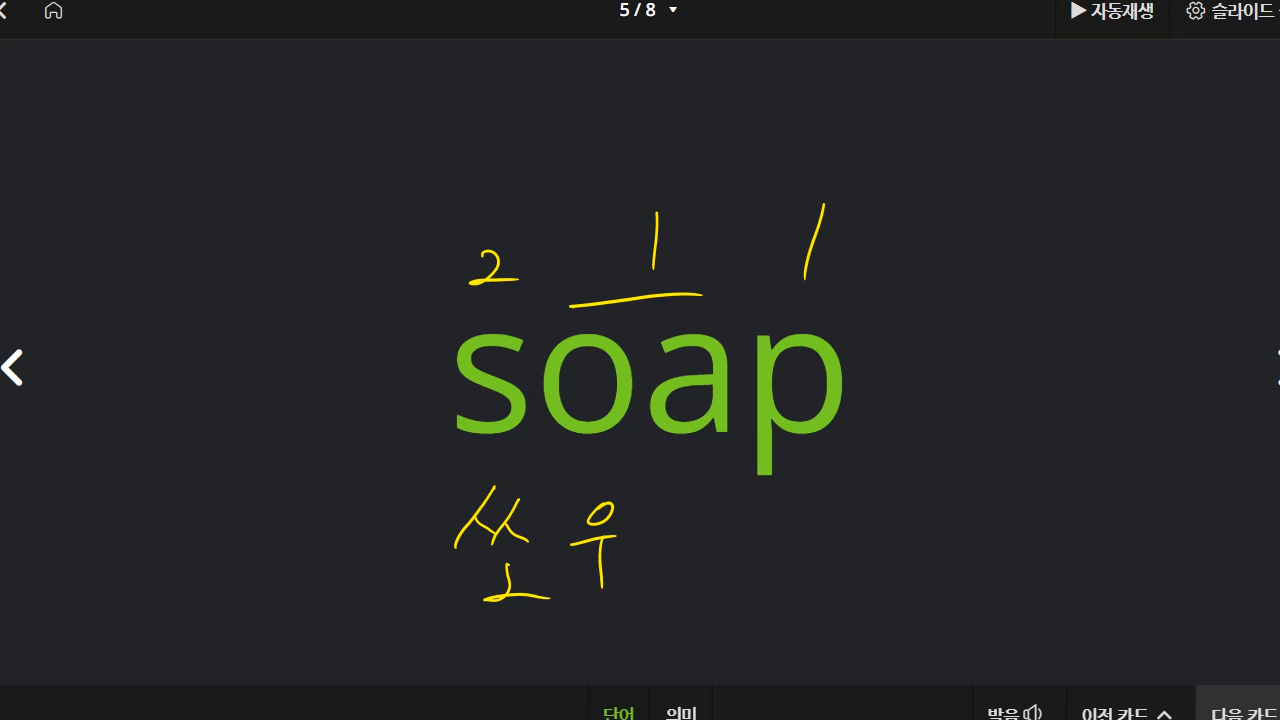 5 / 8 자동재생 슬라이드
2 1 1
soap
쏘우
단어 의미 발음 이전 카드 다음 카드